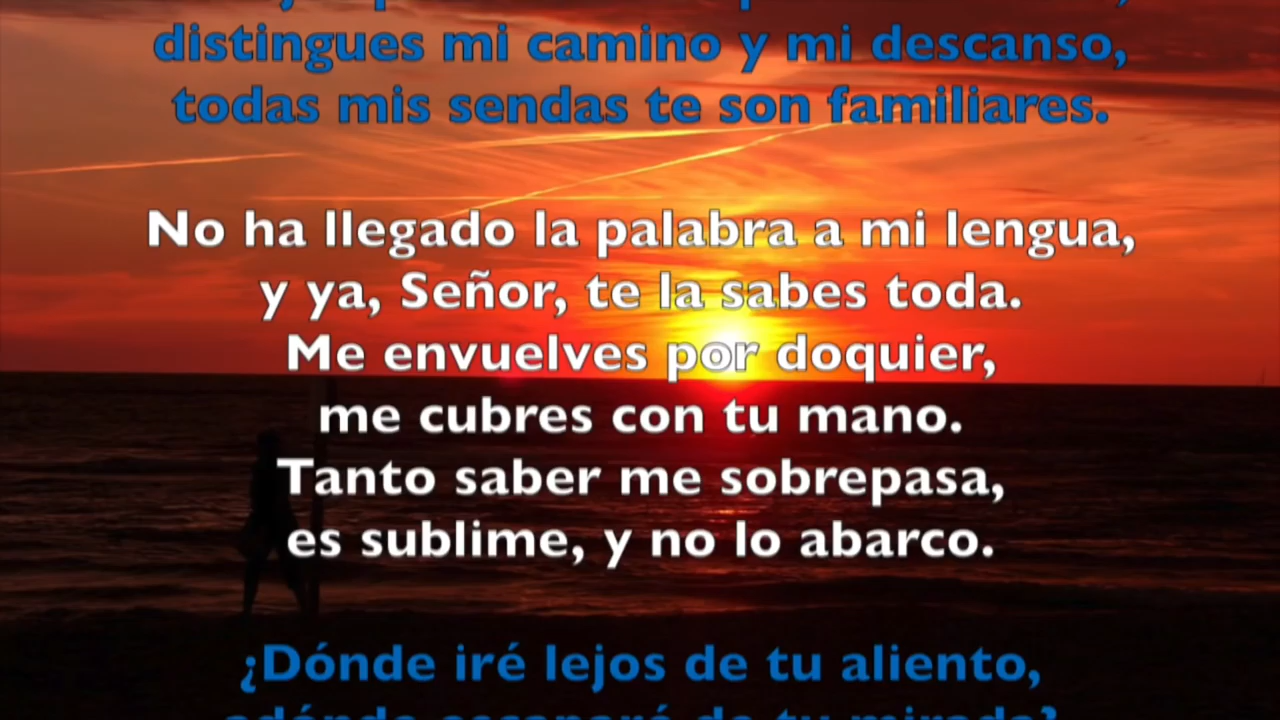 distingues mi camino y mi descanso,
todas mis sendas te son familiares.
No ha llegado la palabra a mi lengua,
y ya, Señor, te la sabes toda.
Me envuelves por doquier,
me cubres con tu mano.
Tanto saber me sobrepasa,
es sublime, y no lo abarco.
¿Dónde iré lejos de tu aliento,